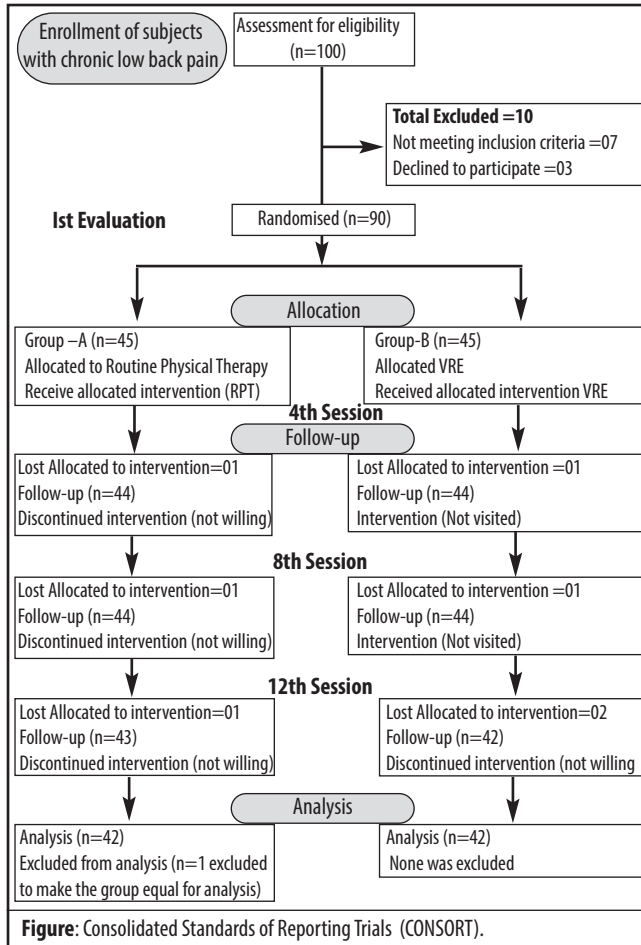 Enrollment of subjects
with chronic low back pain
Assessment for eligibility
(n=100)
Total Excluded =10
Not meeting inclusion criteria =07
Declined to participate =03
Ist Evaluation
Randomised (n=90)
Allocation
Group –A (n=45)
Allocated to Routine Physical Therapy
Receive allocated intervention (RPT)
Group-B (n=45)
Allocated VRE
Received allocated intervention VRE
4th Session
Follow-up
Lost Allocated to intervention=01
Follow-up (n=44)
Discontinued intervention (not willing)
Lost Allocated to intervention =01
Follow-up (n=44)
Intervention (Not visited)
8th Session
Lost Allocated to intervention=01
Follow-up (n=44)
Discontinued intervention (not willing)
Lost Allocated to intervention =01
Follow-up (n=44)
Intervention (Not visited)
12th Session
Lost Allocated to intervention=01
Follow-up (n=43)
Discontinued intervention (not willing)
Lost Allocated to intervention=02
Follow-up (n=42)
Discontinued intervention (not willing
Analysis
Analysis (n=42)
Excluded from analysis (n=1 excluded
to make the group equal for analysis)
Analysis (n=42)
None was excluded
Figure: Consolidated Standards of Reporting Trials (CONSORT).